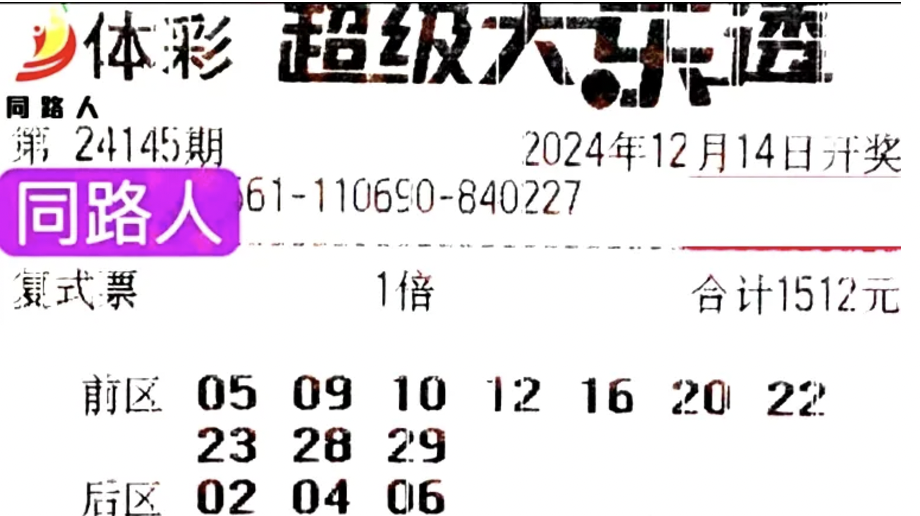 体彩 超级大乐透
同路人
第 24145期 2024年12月14日开奖
同路人 61-110690-840227
复式票 1倍 合计1512元
前区 05 09 10 12 16 20 22
23 28 29
后区 02 04 06